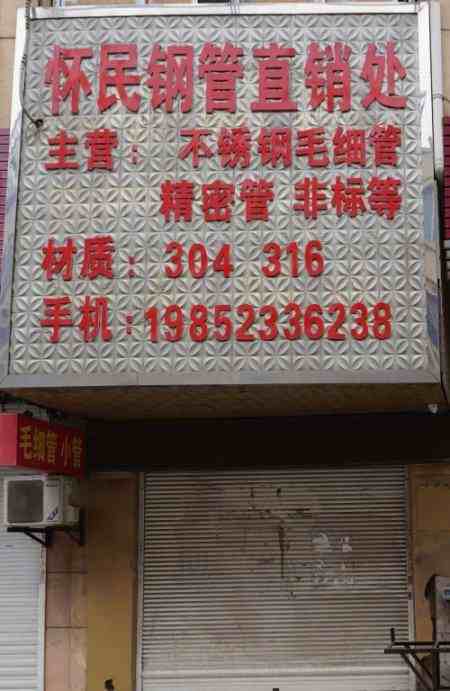 怀民钢管直销处
主营： 不锈钢毛细管
精密管 非标等
材质：304 316
手机：19852336238
毛细管 小管